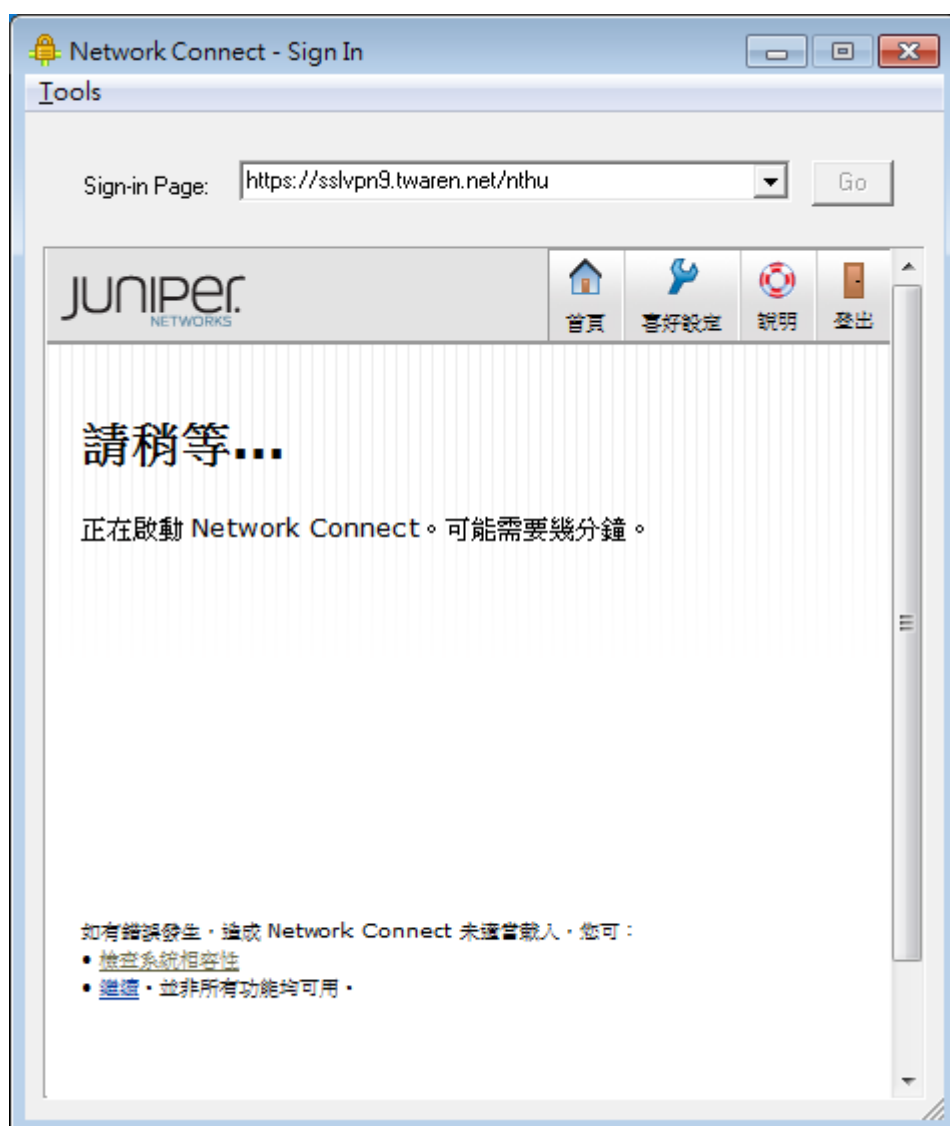 Network Connect - Sign In
Tools
Sign-in Page: https://sslvpn9.twaren.net/nthu Go
JUNIPER
NETWORKS
首頁 喜好設定 說明 登出
請稍等...
正在啟動 Network Connect。可能需要幾分鐘。
如有錯誤發生，造成 Network Connect 未適當載入，您可：
• 檢查系統相容性
• 繼續，並非所有功能均可用。